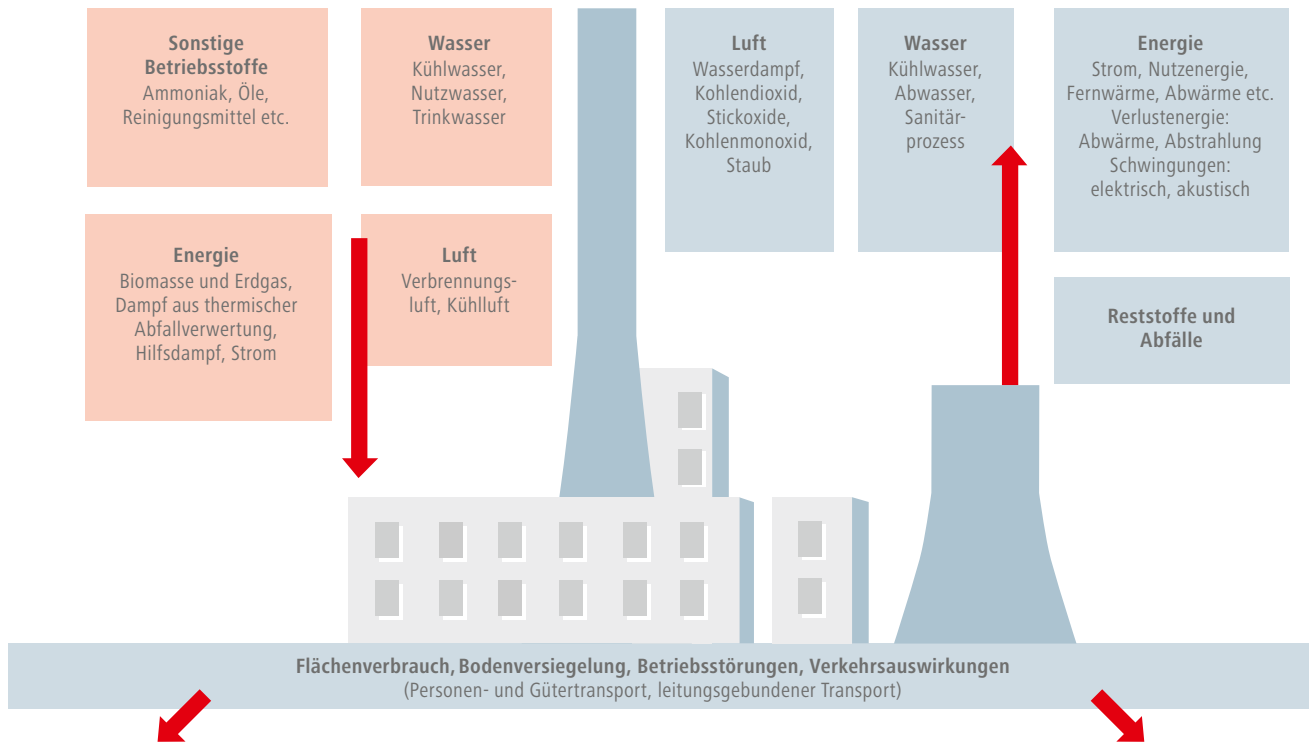 Sonstige
Betriebsstoffe
Ammoniak, Öle,
Reinigungsmittel etc.
Wasser
Kühlwasser,
Nutzwasser,
Trinkwasser
Luft
Wasserdampf,
Kohlendioxid,
Stickoxide,
Kohlenmonoxid,
Staub
Wasser
Kühlwasser,
Abwasser,
Sanitär-
prozess
Energie
Strom, Nutzenergie,
Fernwärme, Abwärme etc.
Verlustenergie:
Abwärme, Abstrahlung
Schwingungen:
elektrisch, akustisch
Energie
Biomasse und Erdgas,
Dampf aus thermischer
Abfallverwertung,
Hilfsdampf, Strom
Luft
Verbrennungs-
luft, Kühlluft
Reststoffe und
Abfälle
Flächenverbrauch, Bodenversiegelung, Betriebsstörungen, Verkehrsauswirkungen
(Personen- und Gütertransport, leitungsgebundener Transport)